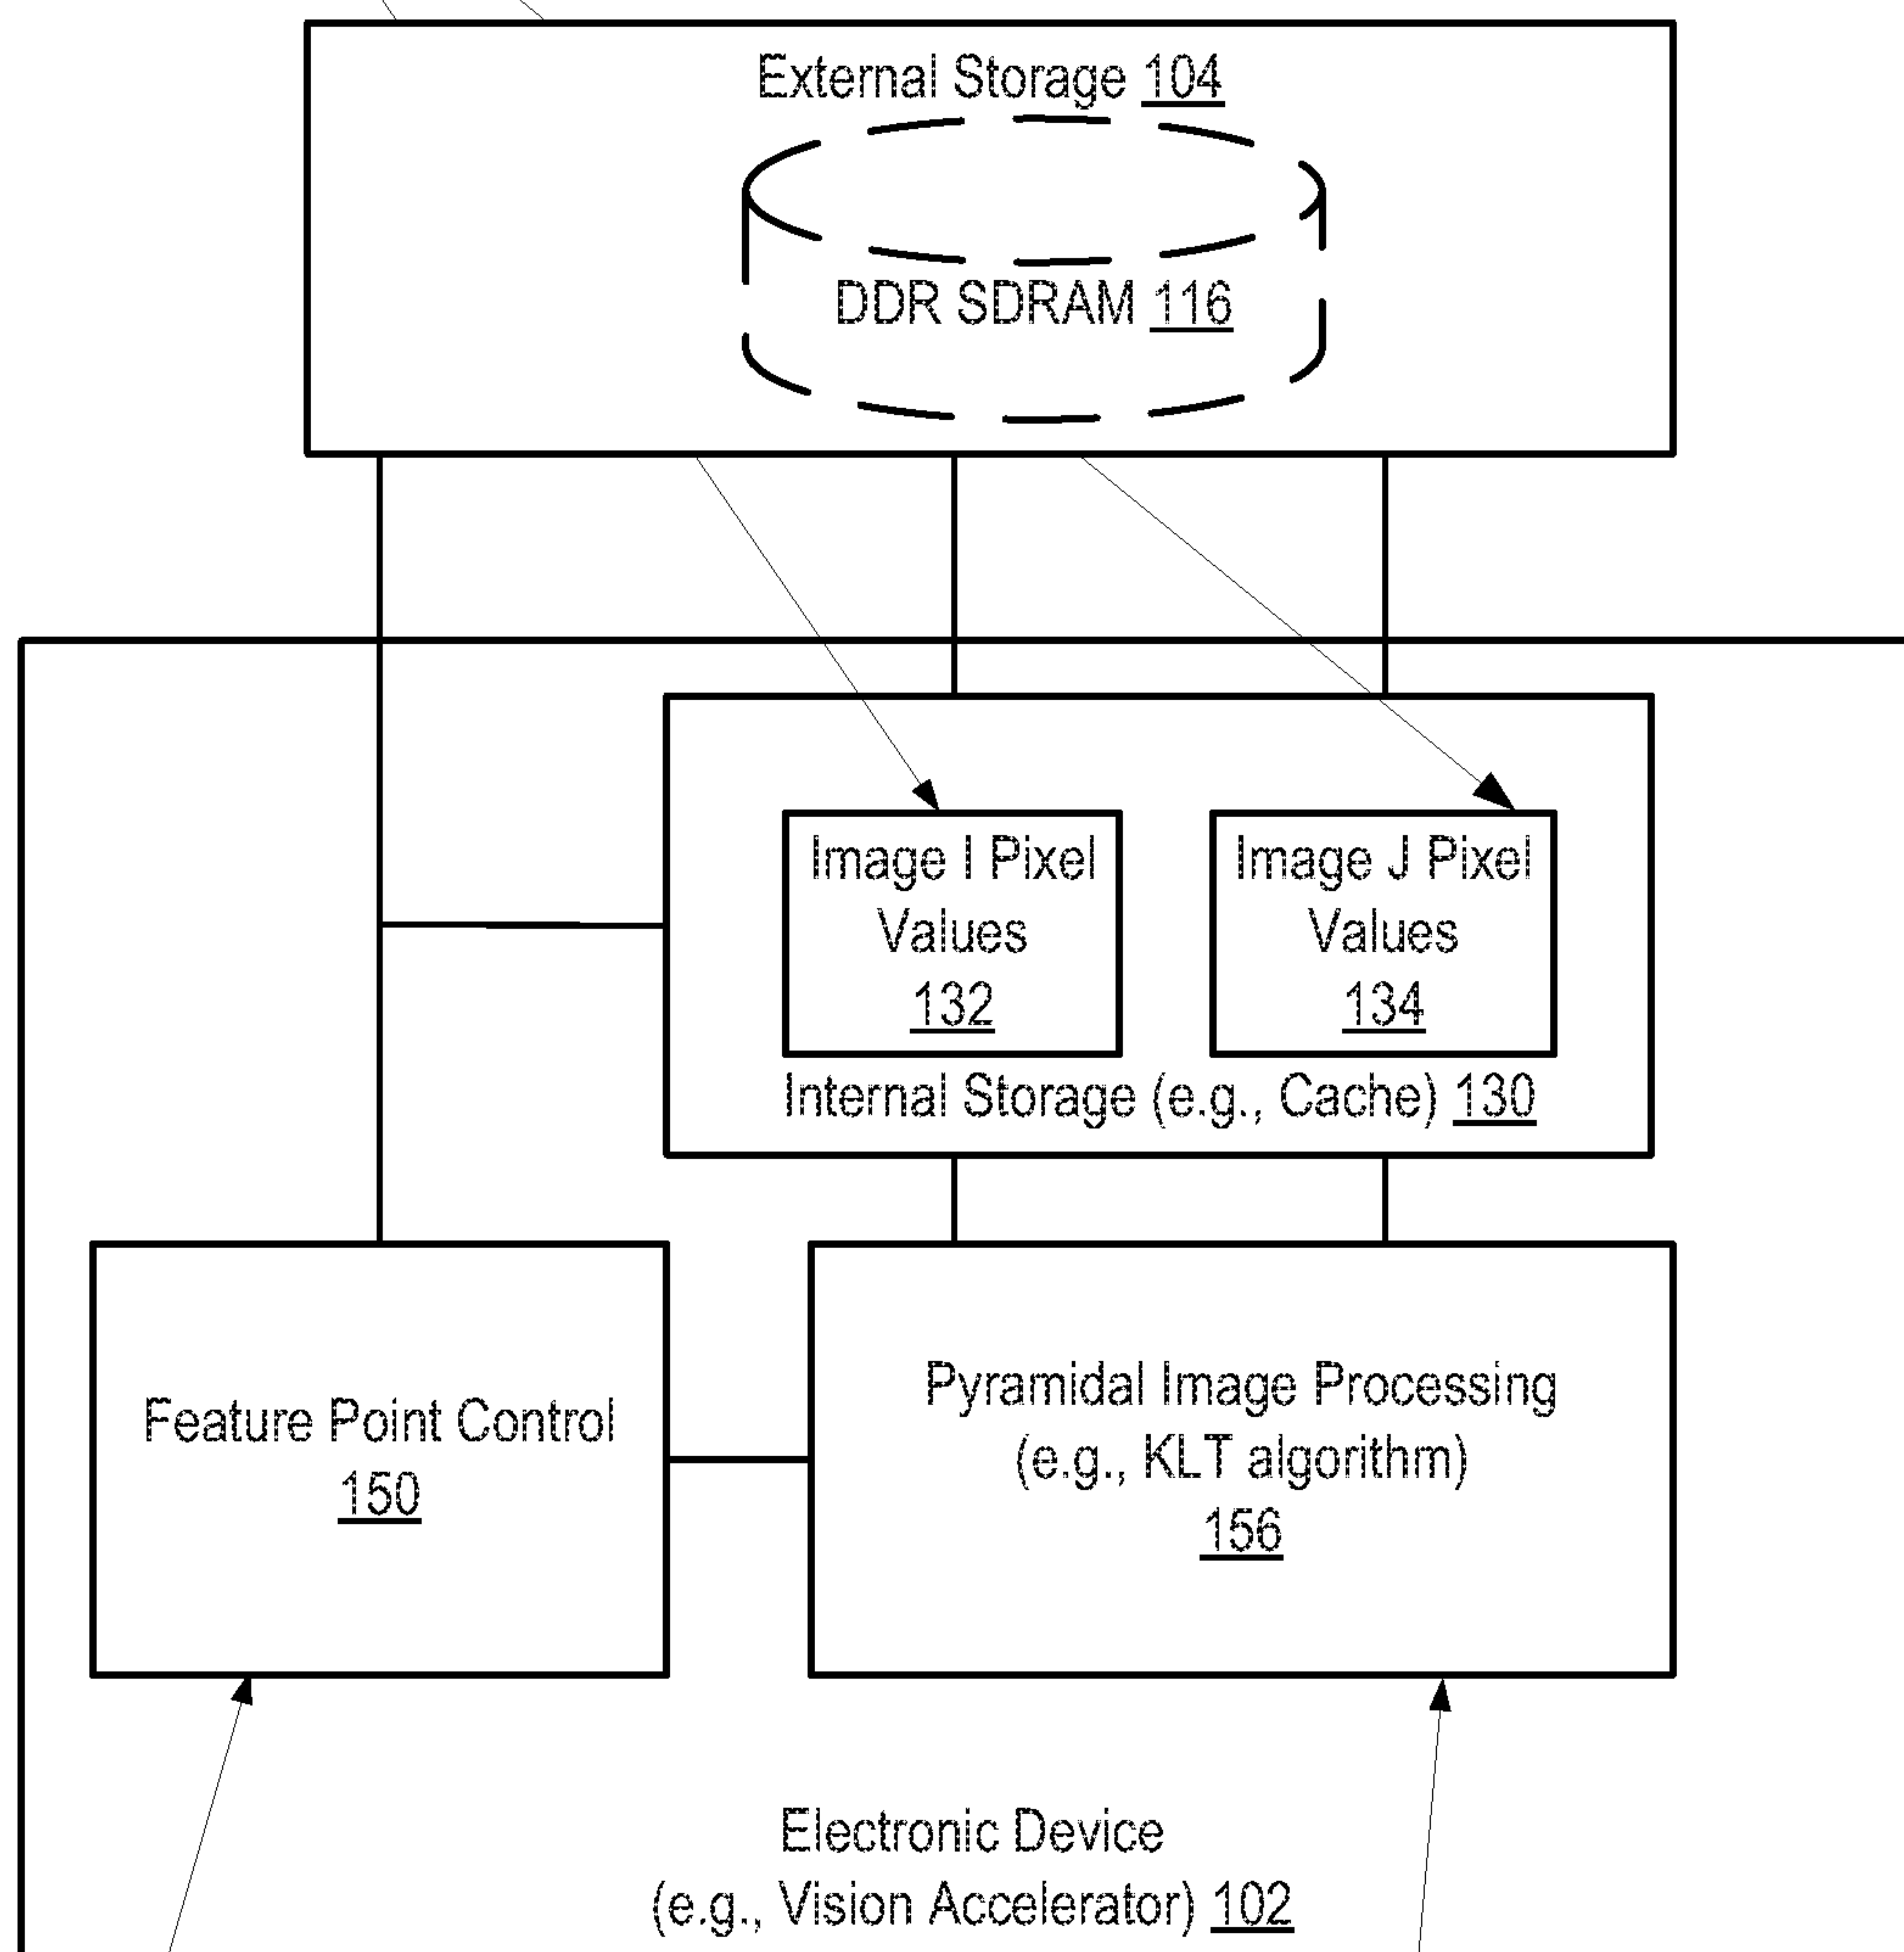 External Storage 104
DDR SDRAM 116
Image I Pixel
Values
132
Image J Pixel
Values
134
Internal Storage (e.g., Cache) 130
Feature Point Control
150
Pyramidal Image Processing
(e.g., KLT algorithm)
156
Electronic Device
(e.g., Vision Accelerator) 102